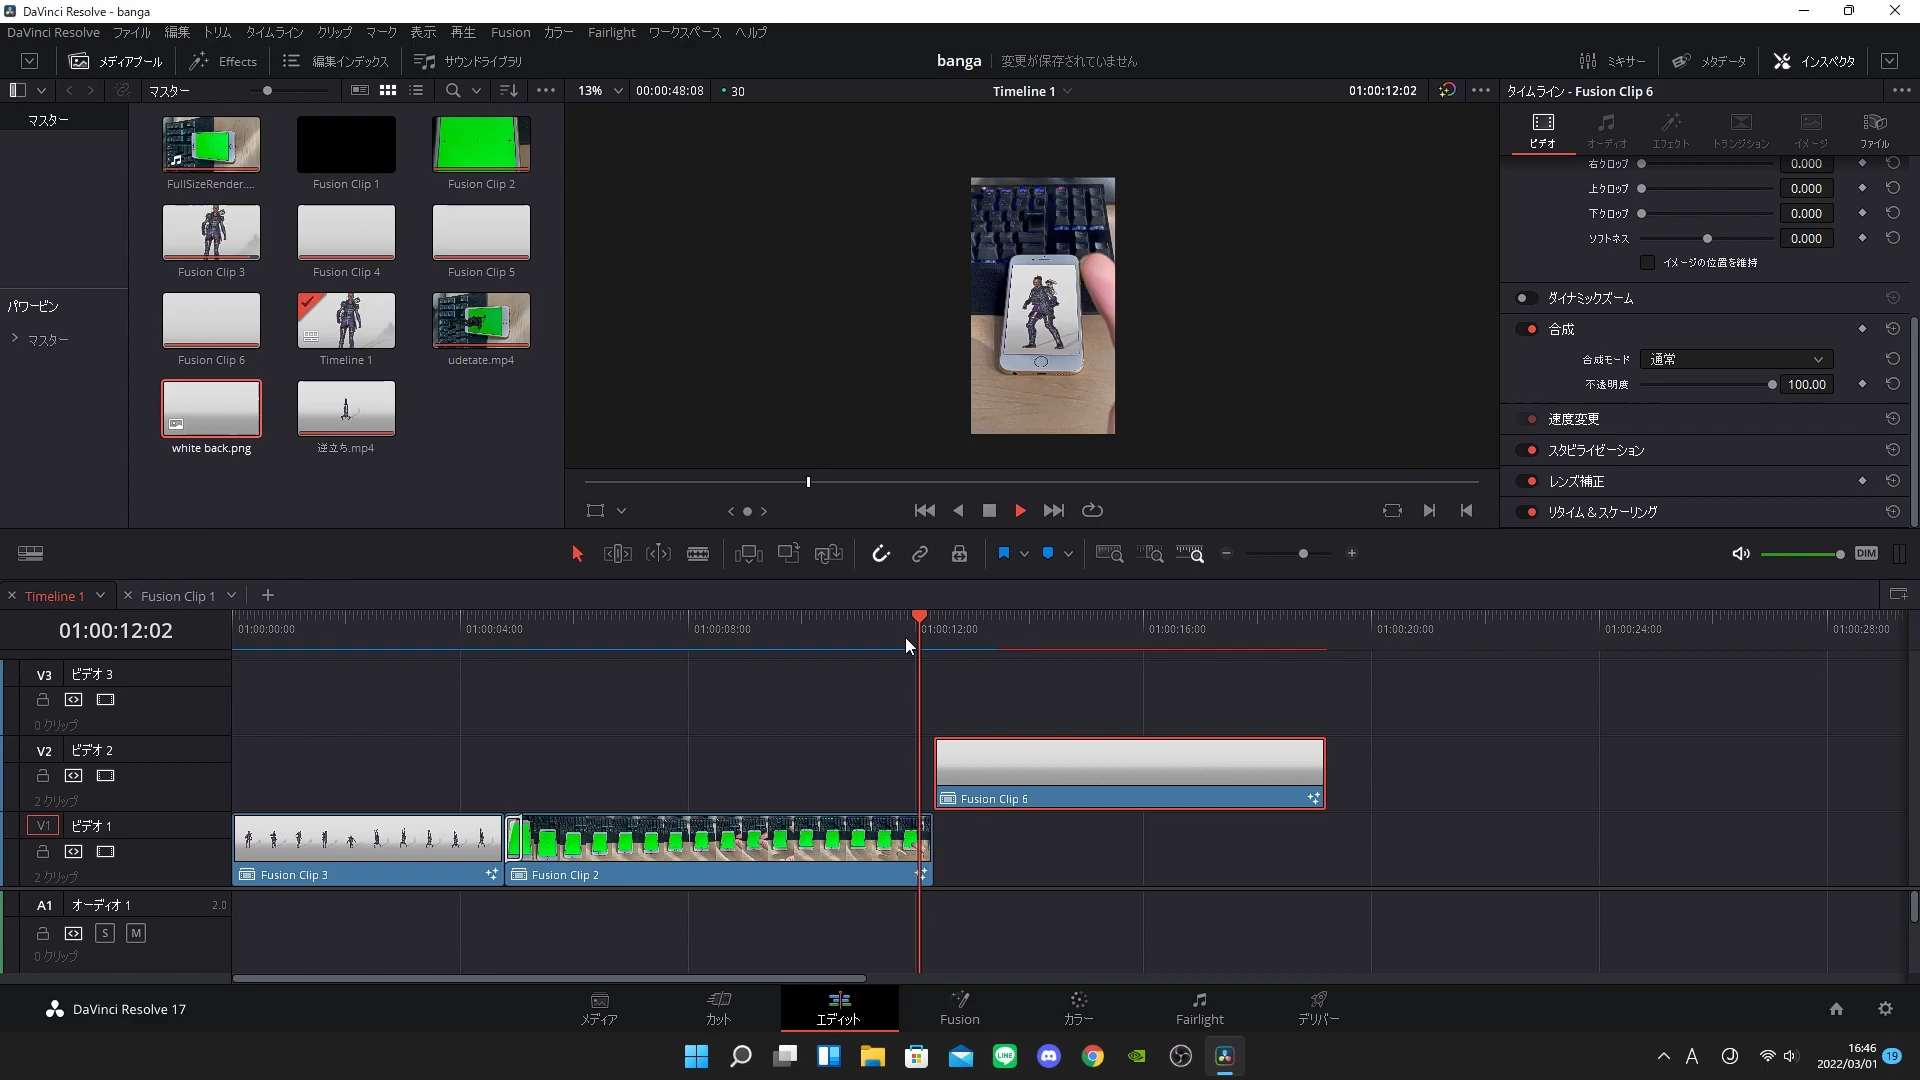 DaVinci Resolve - banga
DaVinci Resolve ファイル 編集 トリム タイムライン クリップ マーク 表示 再生 Fusion カラー Fairlight ワークスペース ヘルプ
メディアプール Effects 編集インデックス サウンドライブラリ banga 変更が保存されていません ミキサー メタデータ インスペクタ
マスター 13% 00:00:48:08 30 Timeline 1 01:00:12:02 タイムライン - Fusion Clip 6
マスター
ビデオ オーディオ エフェクト トランジション イメージ ファイル
右クロップ 0.000
FullSizeRender.... Fusion Clip 1 Fusion Clip 2
上クロップ 0.000
下クロップ 0.000
ソフトネス 0.000
イメージの位置を維持
Fusion Clip 3 Fusion Clip 4 Fusion Clip 5
ダイナミックズーム
パワービン
合成
マスター
合成モード 通常
Fusion Clip 6 Timeline 1 udetate.mp4
不透明度 100.00
速度変更
white back.png 逆立ち.mp4
スタビライゼーション
レンズ補正
リタイム&スケーリング
DIM
Timeline 1 Fusion Clip 1
01:00:12:02 01:00:00:00 01:00:04:00 01:00:08:00 01:00:12:00 01:00:16:00 01:00:20:00 01:00:24:00 01:00:28:00
V3 ビデオ 3
0 クリップ
V2 ビデオ 2
2 クリップ
Fusion Clip 6
V1 ビデオ 1
2 クリップ
Fusion Clip 3 Fusion Clip 2
A1 オーディオ 1 2.0
S M
0 クリップ
DaVinci Resolve 17 メディア カット エディット Fusion カラー Fairlight デリバー
LINE A 16:46
2022/03/01 19